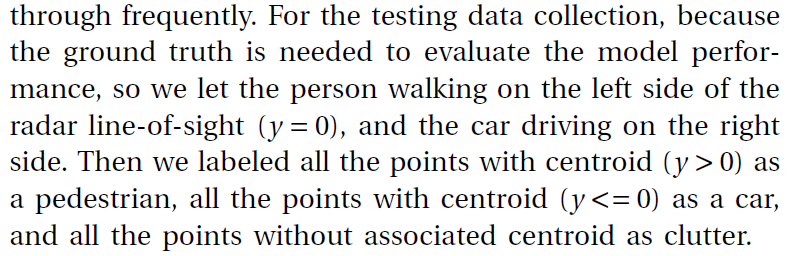 through frequently. For the testing data collection, because
the ground truth is needed to evaluate the model perfor-
mance, so we let the person walking on the left side of the
radar line-of-sight (y = 0), and the car driving on the right
side. Then we labeled all the points with centroid (y > 0) as
a pedestrian, all the points with centroid (y <= 0) as a car,
and all the points without associated centroid as clutter.